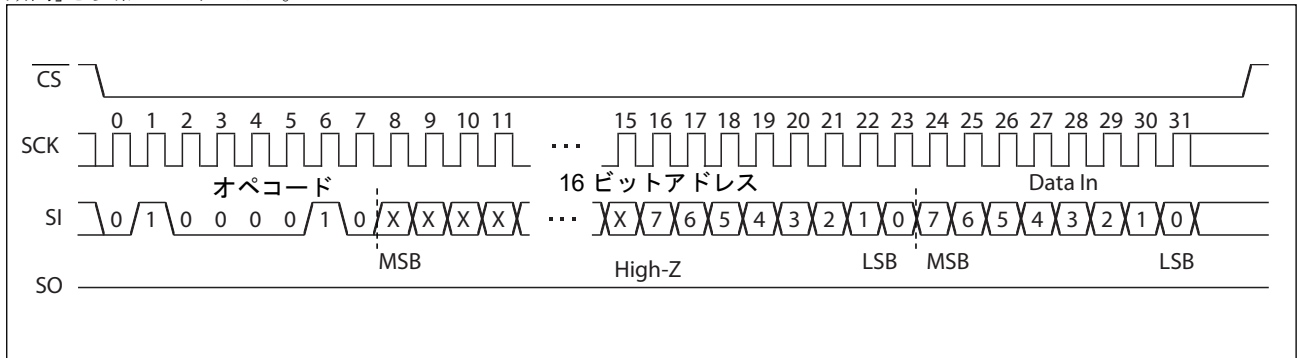 CS
0 1 2 3 4 5 6 7 8 9 10 11 15 16 17 18 19 20 21 22 23 24 25 26 27 28 29 30 31
SCK ...
オペコード 16 ビットアドレス Data In
SI 0 1 0 0 0 0 1 0 X X X X ... X 7 6 5 4 3 2 1 0 7 6 5 4 3 2 1 0
MSB High-Z LSB MSB LSB
SO